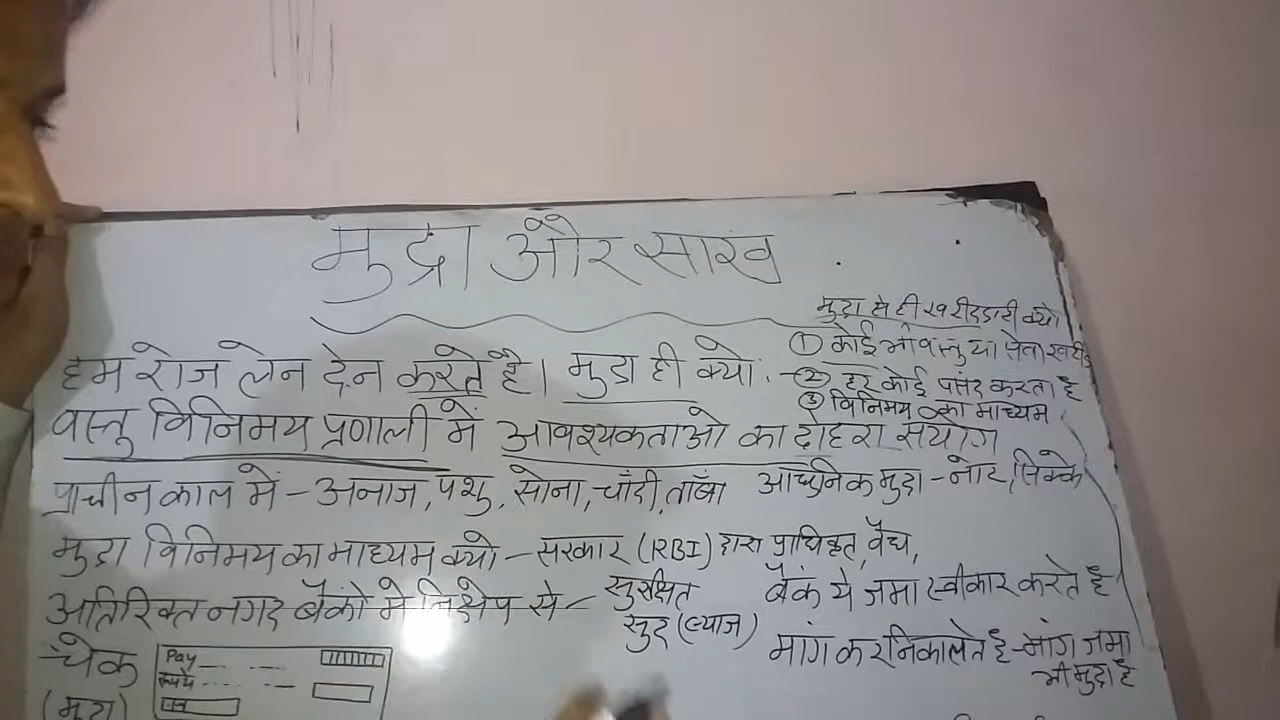 मुद्रा और साख
मुद्रा से ही खरीददारी क्यो
① कोई भी वस्तु या सेवा खरीद
② हर कोई पसंद करता है
③ विनिमय का माध्यम
हम रोज लेन देन करते है। मुद्रा ही क्यो.
वास्तु विनिमय प्रणाली में आवश्यकताओ का दोहरा संयोग
प्राचीन काल में - अनाज, पशु, सोना, चाँदी, ताँबा आधुनिक मुद्रा - नोट, सिक्के
मुद्रा विनिमय का माध्यम क्यो - सरकार (RBI) द्वारा प्राधिकृत, वैध,
अतिरिक्त नगद बैंको मे निक्षेप से - सुरक्षित
सुद (ब्याज)
बैंक ये जमा स्वीकार करते है
मांग कर निकालते है - मांग जमा
भी मुद्रा है
चेक
(मुद्रा)
Pay
रूपये